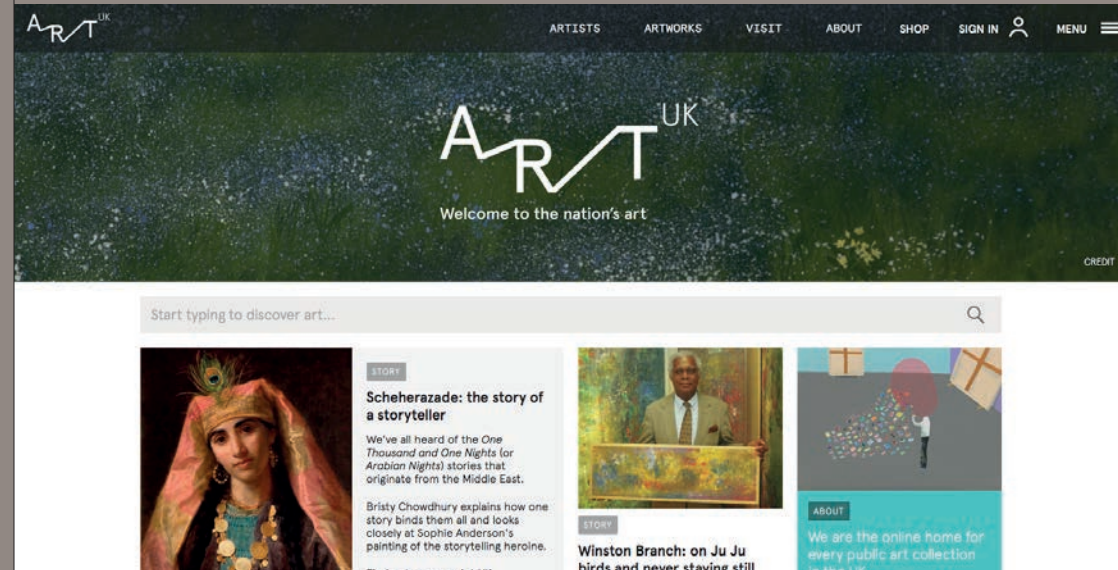 ART UK
ARTISTS ARTWORKS VISIT ABOUT SHOP SIGN IN MENU
ART UK
Welcome to the nation's art
CREDIT
Start typing to discover art...
STORY
Scheherazade: the story of
a storyteller
We've all heard of the One
Thousand and One Nights (or
Arabian Nights) stories that
originate from the Middle East.
Bristy Chowdhury explains how one
story binds them all and looks
closely at Sophie Anderson's
painting of the storytelling heroine.
STORY
Winston Branch: on Ju Ju
birds and never staying still
ABOUT
We are the online home for
every public art collection
in the UK